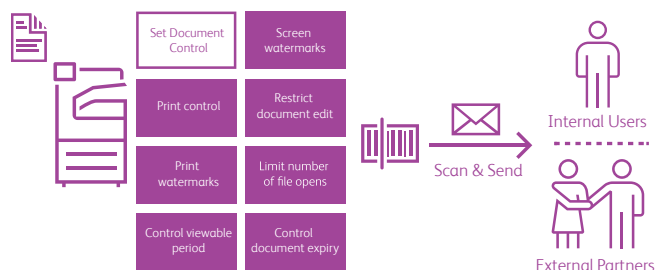 Set Document
Control
Screen
watermarks
Print control
Restrict
document edit
Print
watermarks
Limit number
of file opens
Control viewable
period
Control
document expiry
Scan & Send
Internal Users
External Partners